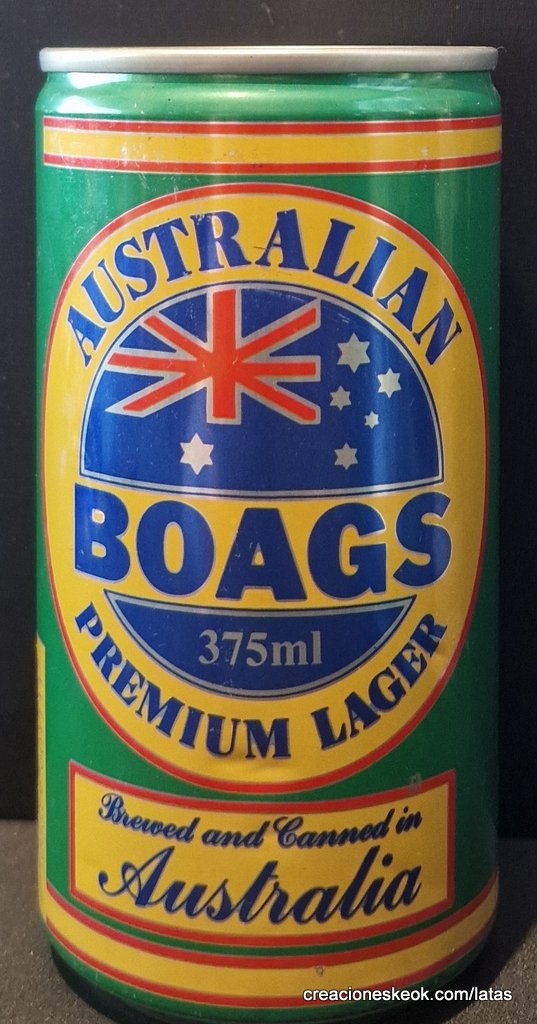 AUSTRALIAN
BOAGS
375ml
PREMIUM LAGER
Brewed and Canned in
Australia
creacioneskeok.com/latas